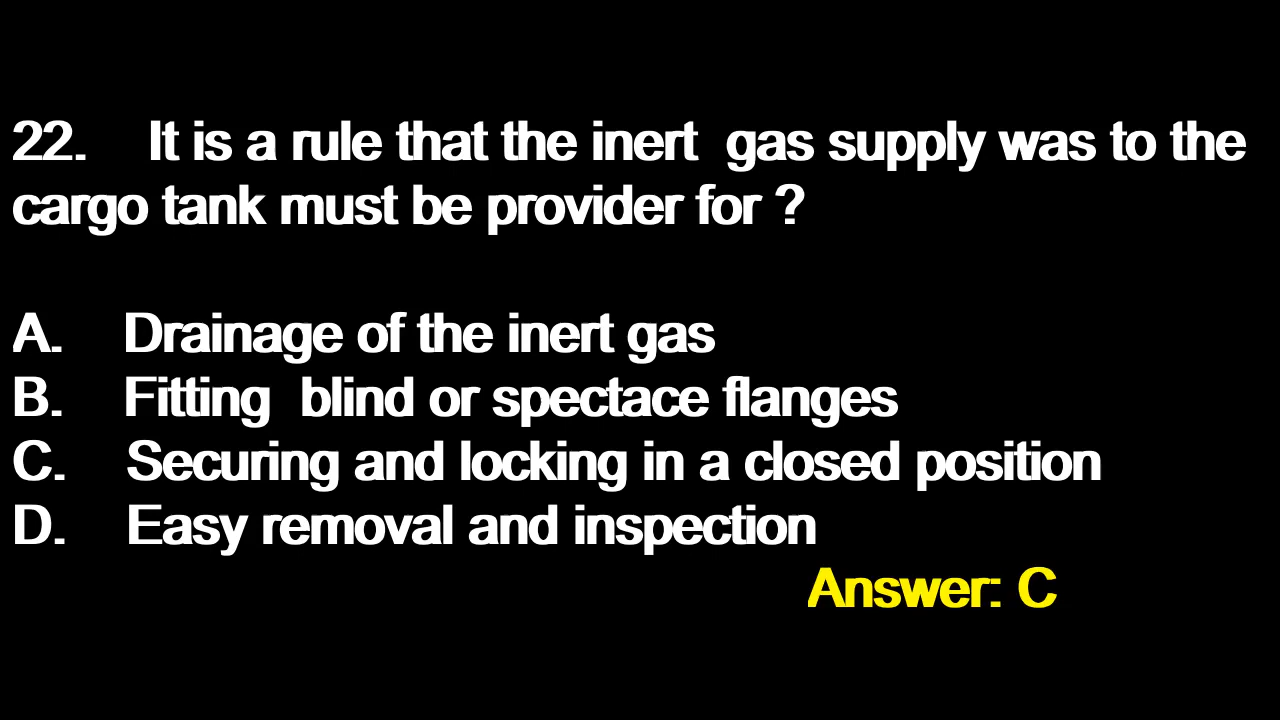 22. It is a rule that the inert gas supply was to the
cargo tank must be provider for ?
A. Drainage of the inert gas
B. Fitting blind or spectace flanges
C. Securing and locking in a closed position
D. Easy removal and inspection
Answer: C